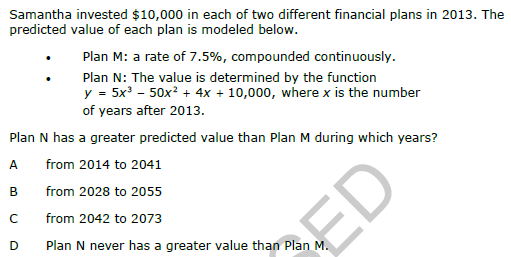 Samantha invested $10,000 in each of two different financial plans in 2013. The
predicted value of each plan is modeled below.
• Plan M: a rate of 7.5%, compounded continuously.
• Plan N: The value is determined by the function
y = 5x³ – 50x² + 4x + 10,000, where x is the number
of years after 2013.
Plan N has a greater predicted value than Plan M during which years?
A from 2014 to 2041
B from 2028 to 2055
C from 2042 to 2073
D Plan N never has a greater value than Plan M.
SED